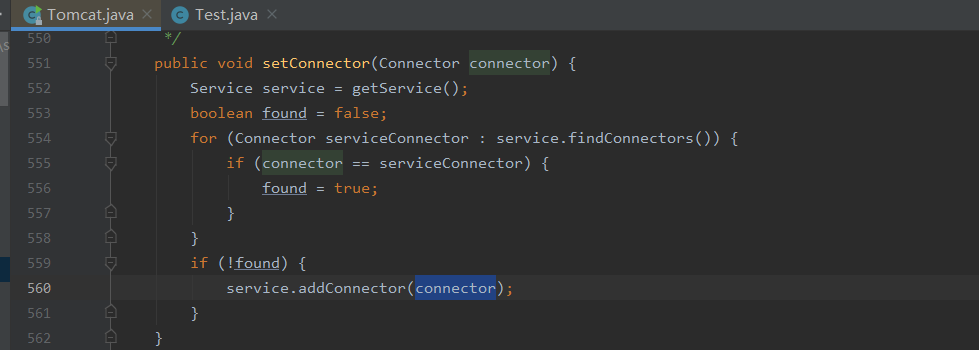 Tomcat.java × Test.java ×
550 */
551 public void setConnector(Connector connector) {
552 Service service = getService();
553 boolean found = false;
554 for (Connector serviceConnector : service.findConnectors()) {
555 if (connector == serviceConnector) {
556 found = true;
557 }
558 }
559 if (!found) {
560 service.addConnector(connector);
561 }
562 }